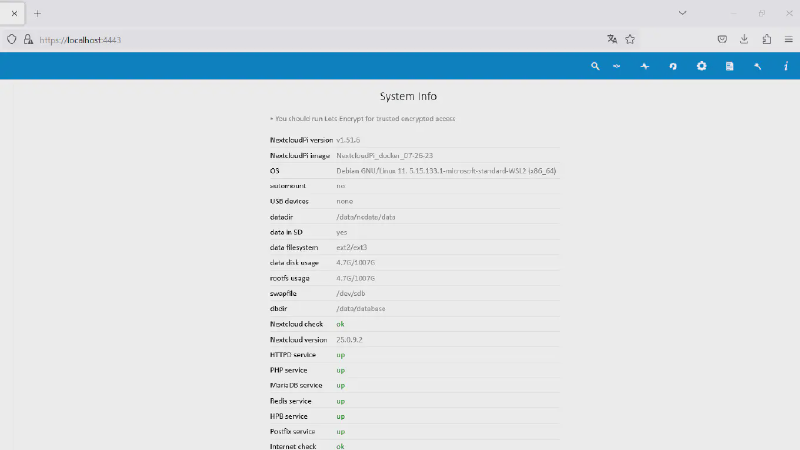 https://localhost:4443
System Info
• You should run Lets Encrypt for trusted encrypted access
NextcloudPi version v1.51.6
NextcloudPi image NextcloudPi_docker_07-26-23
OS Debian GNU/Linux 11. 5.15.133.1-microsoft-standard-WSL2 (x86_64)
automount no
USB devices none
datadir /data/ncdata/data
data in SD yes
data filesystem ext2/ext3
data disk usage 4.7G/1007G
rootfs usage 4.7G/1007G
swapfile /dev/sdb
dbdir /data/database
Nextcloud check ok
Nextcloud version 25.0.9.2
HTTPD service up
PHP service up
MariaDB service up
Redis service up
HPB service up
Postfix service up
Internet check ok